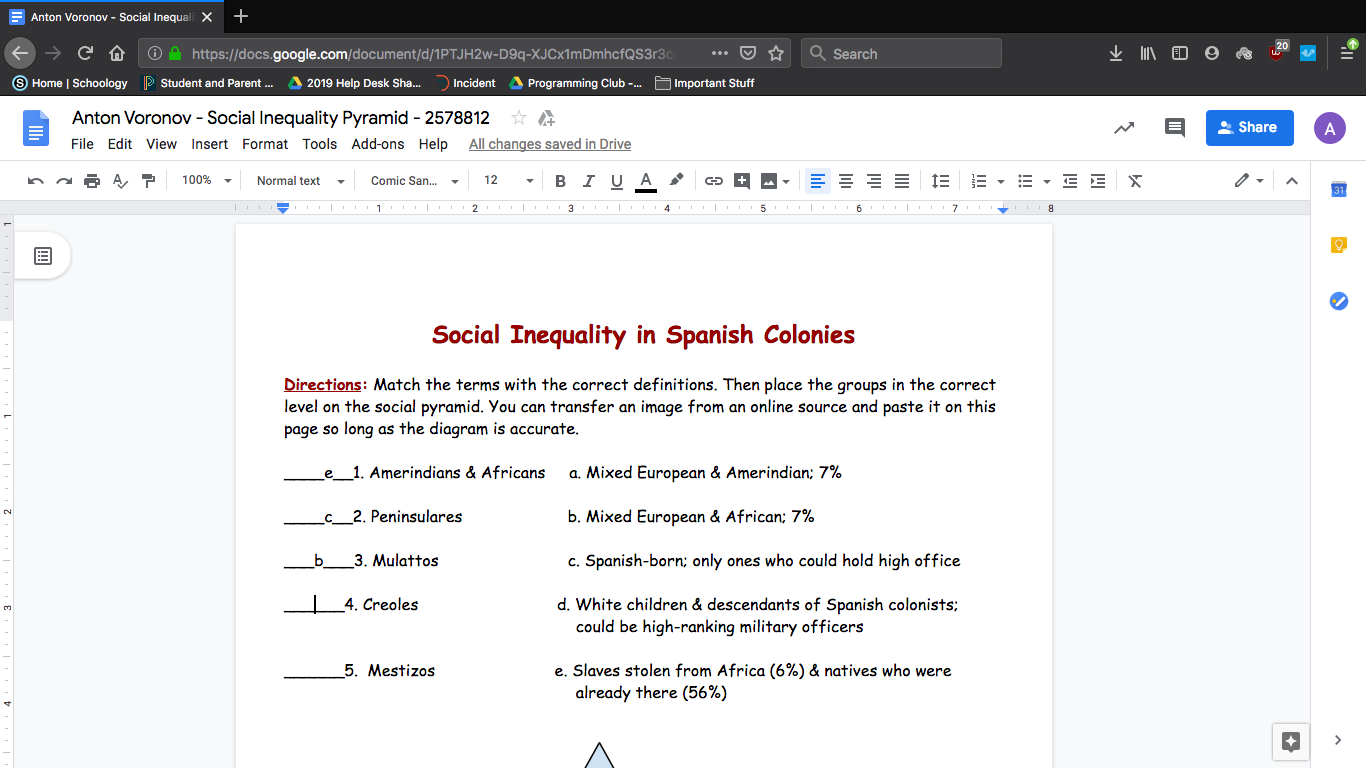 Anton Voronov - Social Inequali
https://docs.google.com/document/d/1PTJH2w-D9q-XJCx1mDmhcfQS3r3c
Search
20
S Home | Schoology
Student and Parent ...
2019 Help Desk Sha...
Incident
Programming Club -...
Important Stuff
Anton Voronov - Social Inequality Pyramid - 2578812
File Edit View Insert Format Tools Add-ons Help All changes saved in Drive
Share
A
100% Normal text Comic San... 12 B I U A
31
1 2 3 4 5 6 7 8
1
1
2
3
4
Social Inequality in Spanish Colonies
Directions: Match the terms with the correct definitions. Then place the groups in the correct
level on the social pyramid. You can transfer an image from an online source and paste it on this
page so long as the diagram is accurate.
____e__1. Amerindians & Africans a. Mixed European & Amerindian; 7%
____c__2. Peninsulares b. Mixed European & African; 7%
___b___3. Mulattos c. Spanish-born; only ones who could hold high office
______4. Creoles d. White children & descendants of Spanish colonists;
could be high-ranking military officers
______5. Mestizos e. Slaves stolen from Africa (6%) & natives who were
already there (56%)